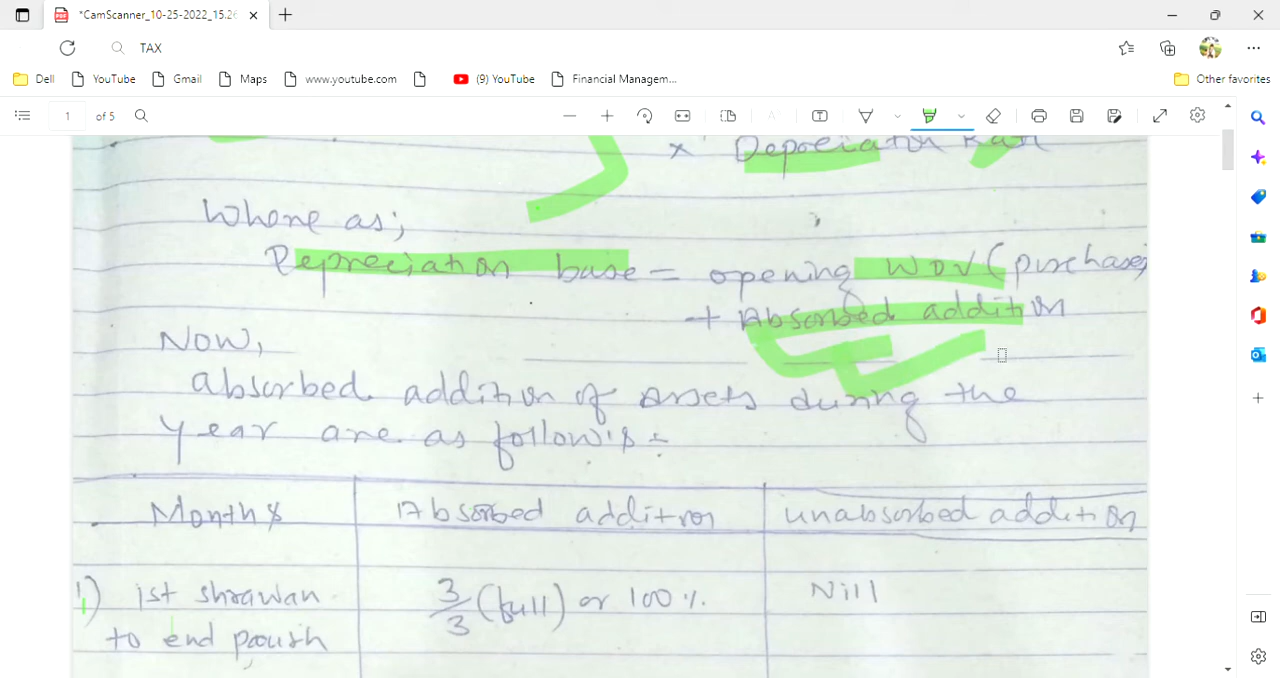 *CamScanner_10-25-2022_15.26
TAX
Dell YouTube Gmail Maps www.youtube.com (9) YouTube Financial Managem... Other favorites
1 of 5
x Depreciation Rate
Where as;
Depreciation base = opening WDV (purchase)
+ Absorbed addition
Now,
absorbed addition of Assets during the
year are as follow's :-
Months Absorbed addition unabsorbed addition
1) 1st shrawan 3/3 (full) or 100%. Nill
to end poush